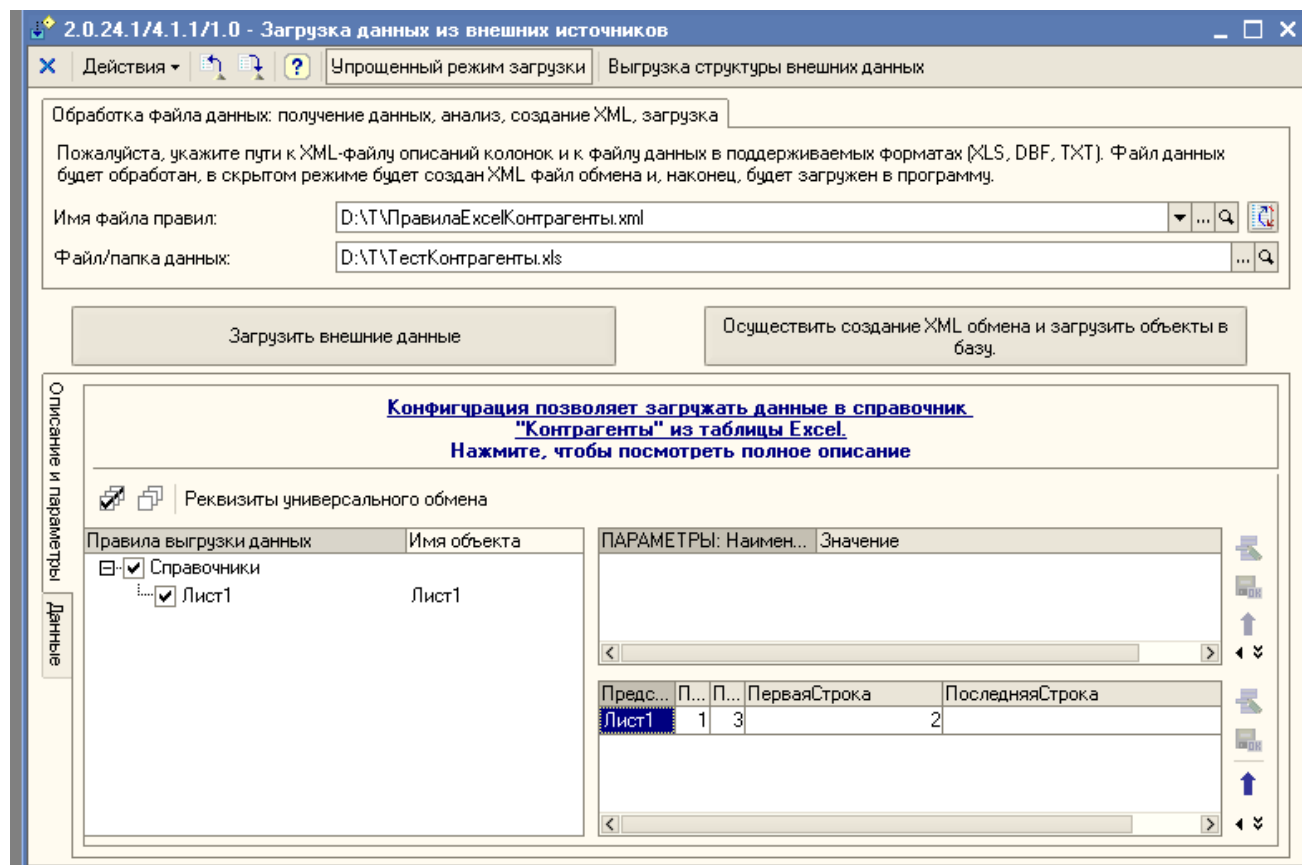 2.0.24.1/4.1.1/1.0 - Загрузка данных из внешних источников
Действия
Упрощенный режим загрузки
Выгрузка структуры внешних данных
Обработка файла данных: получение данных, анализ, создание XML, загрузка
Пожалуйста, укажите пути к XML-файлу описаний колонок и к файлу данных в поддерживаемых форматах (XLS, DBF, TXT). Файл данных
будет обработан, в скрытом режиме будет создан XML файл обмена и, наконец, будет загружен в программу.
Имя файла правил:
D:\T\ПравилаExcelКонтрагенты.xml
Файл/папка данных:
D:\T\ТестКонтрагенты.xls
Загрузить внешние данные
Осуществить создание XML обмена и загрузить объекты в
базу.
Описание и параметры
Данные
Конфигурация позволяет загружать данные в справочник
"Контрагенты" из таблицы Excel.
Нажмите, чтобы посмотреть полное описание
Реквизиты универсального обмена
Правила выгрузки данных
Имя объекта
Справочники
Лист1
Лист1
ПАРАМЕТРЫ: Наимен...
Значение
Предс...
П...
П...
ПерваяСтрока
ПоследняяСтрока
Лист1
1
3
2